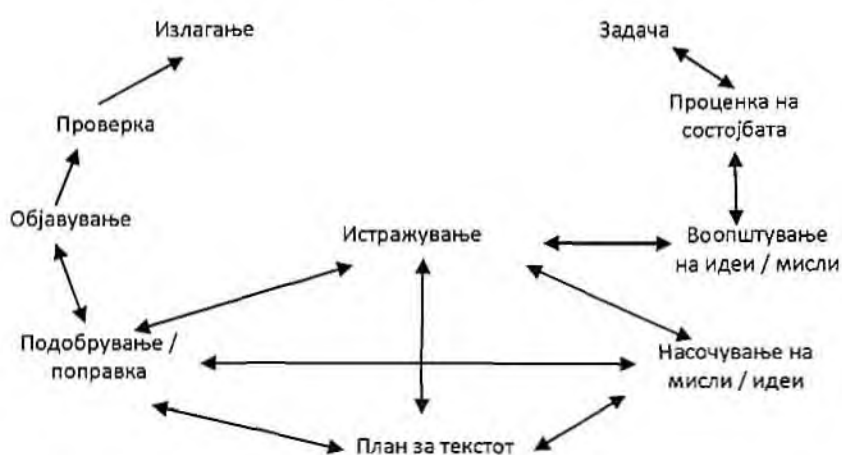 Излагање
Задача
Проверка
Проценка на
состојбата
Објавување
Истражување
Воопштување
на идеи / мисли
Подобрување /
поправка
Насочување на
мисли / идеи
План за текстот